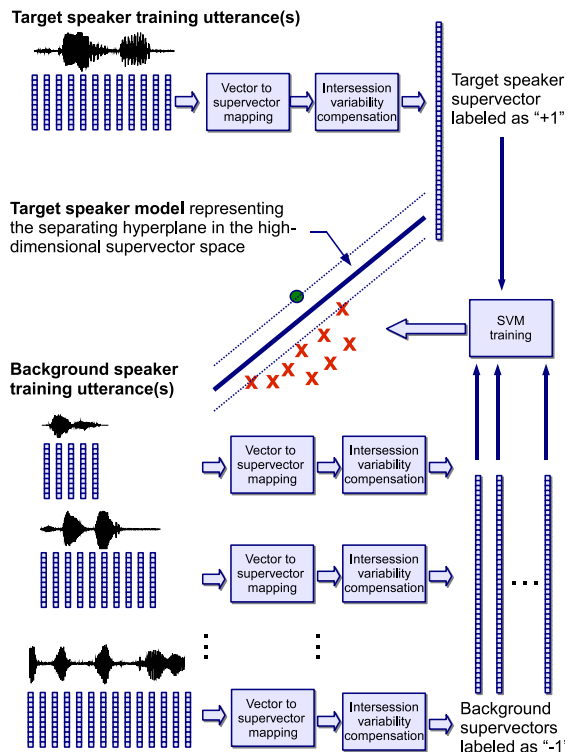 Target speaker training utterance(s)
Vector to
supervector
mapping
Intersession
variability
compensation
Target speaker
supervector
labeled as “+1”
Target speaker model representing
the separating hyperplane in the high-
dimensional supervector space
SVM
training
X
X
X
X
X
X
X
X
X
Background speaker
training utterance(s)
Vector to
supervector
mapping
Intersession
variability
compensation
Vector to
supervector
mapping
Intersession
variability
compensation
Vector to
supervector
mapping
Intersession
variability
compensation
Background
supervectors
labeled as “-1”